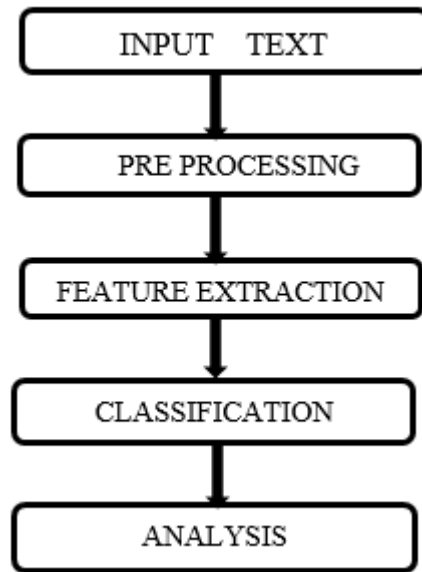 INPUT TEXT
PRE PROCESSING
FEATURE EXTRACTION
CLASSIFICATION
ANALYSIS